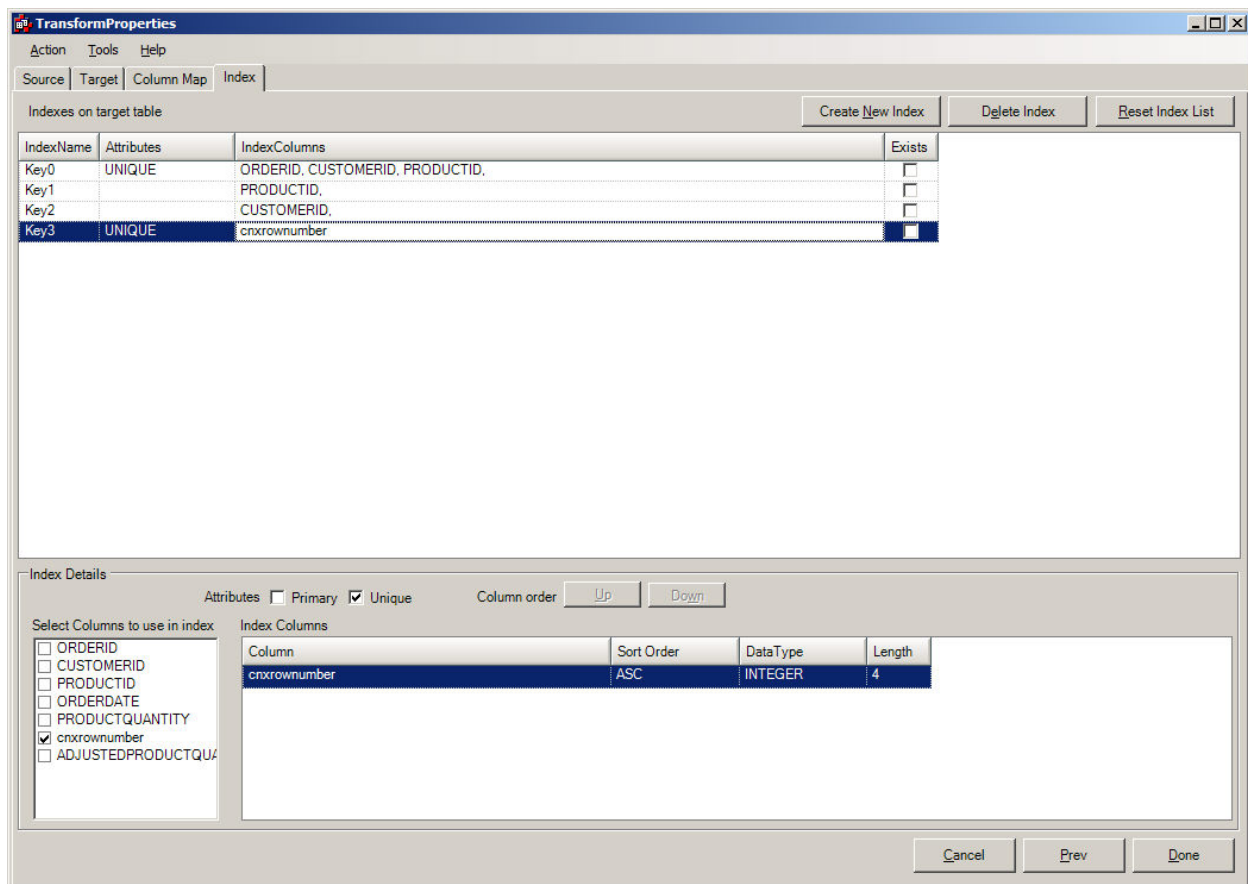 TransformProperties
Action Tools Help
Source Target Column Map Index
Indexes on target table Create New Index Delete Index Reset Index List
IndexName Attributes IndexColumns Exists
Key0 UNIQUE ORDERID, CUSTOMERID, PRODUCTID,
Key1 PRODUCTID,
Key2 CUSTOMERID,
Key3 UNIQUE cnxrownumber
Index Details
Attributes Primary Unique Column order Up Down
Select Columns to use in index Index Columns
ORDERID
CUSTOMERID
PRODUCTID
ORDERDATE
PRODUCTQUANTITY
cnxrownumber
ADJUSTEDPRODUCTQUA
Column Sort Order DataType Length
cnxrownumber ASC INTEGER 4
Cancel Prev Done